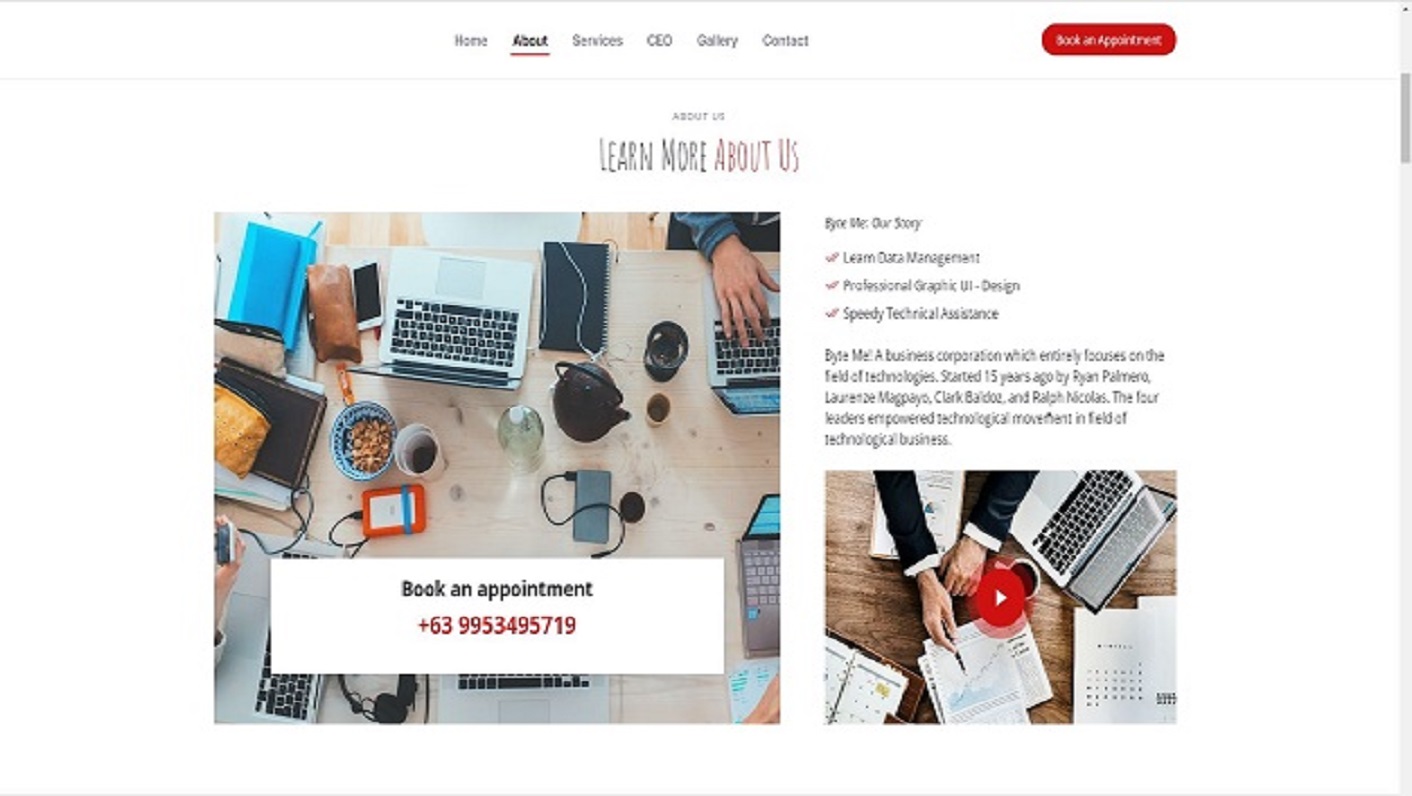 Home About Services CEO Gallery Contact Book an Appointment
ABOUT US
LEARN MORE ABOUT US
Byte Me: Our Story
Learn Data Management
Professional Graphic UI - Design
Speedy Technical Assistance
Byte Me! A business corporation which entirely focuses on the
field of technologies. Started 15 years ago by Ryan Palmero,
Laurenze Magpayo, Clark Baldoz, and Ralph Nicolas. The four
leaders empowered technological movement in field of
technological business.
Book an appointment
+63 9953495719